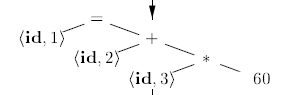 =
⟨id, 1⟩
+
⟨id, 2⟩
*
⟨id, 3⟩
60